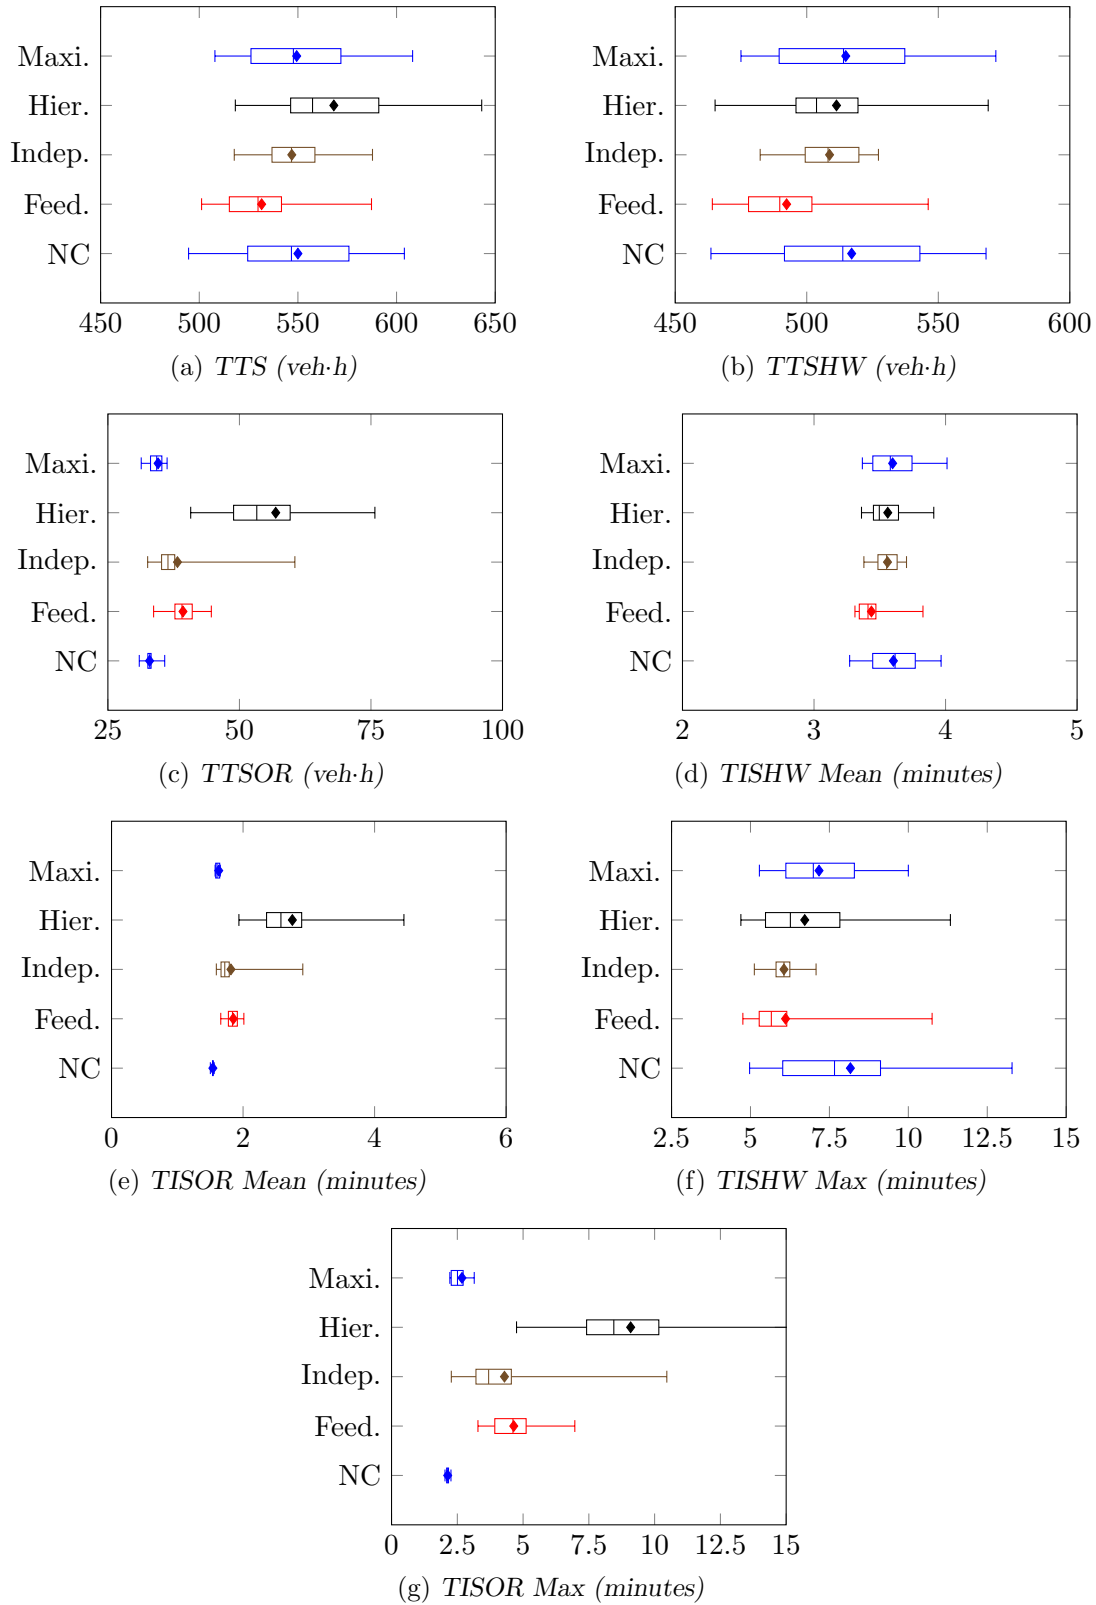 Maxi.
Hier.
Indep.
Feed.
NC
450 500 550 600 650
(a) TTS (veh·h)
Maxi.
Hier.
Indep.
Feed.
NC
450 500 550 600
(b) TTSHW (veh·h)
Maxi.
Hier.
Indep.
Feed.
NC
25 50 75 100
(c) TTSOR (veh·h)
Maxi.
Hier.
Indep.
Feed.
NC
2 3 4 5
(d) TISHW Mean (minutes)
Maxi.
Hier.
Indep.
Feed.
NC
0 2 4 6
(e) TISOR Mean (minutes)
Maxi.
Hier.
Indep.
Feed.
NC
2.5 5 7.5 10 12.5 15
(f) TISHW Max (minutes)
Maxi.
Hier.
Indep.
Feed.
NC
0 2.5 5 7.5 10 12.5 15
(g) TISOR Max (minutes)